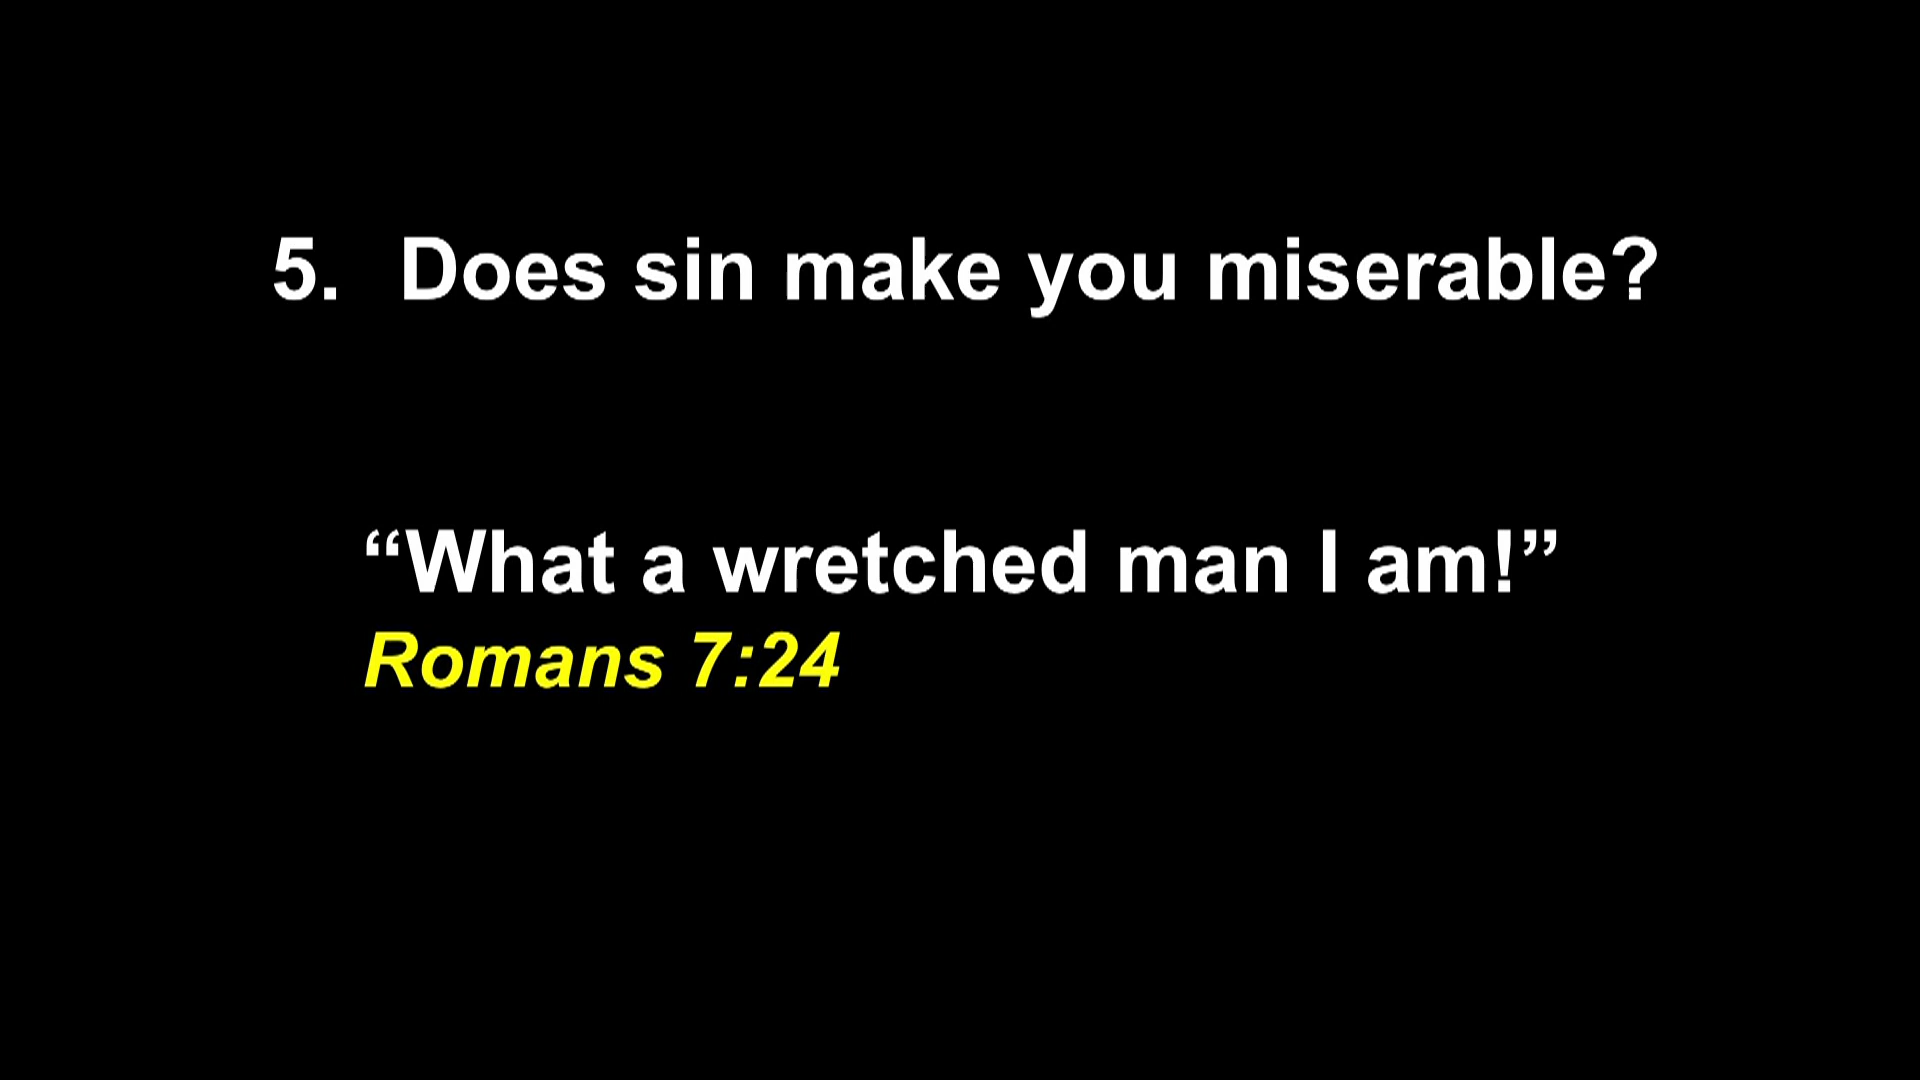 5. Does sin make you miserable?
“What a wretched man I am!”
Romans 7:24